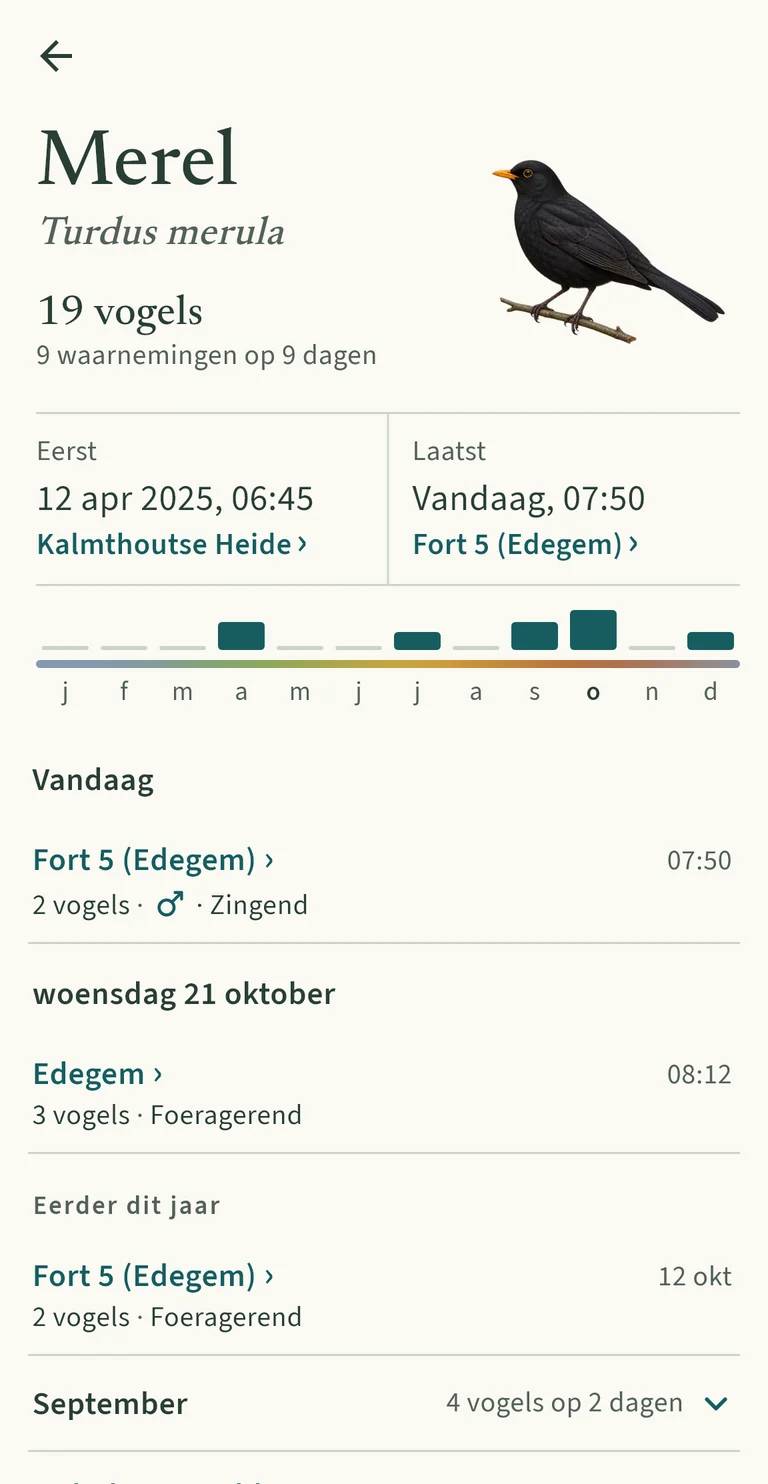 Merel
Turdus merula
19 vogels
9 waarnemingen op 9 dagen
Eerst
12 apr 2025, 06:45
Kalmthoutse Heide ›
Laatst
Vandaag, 07:50
Fort 5 (Edegem) ›
j f m a m j j a s o n d
Vandaag
Fort 5 (Edegem) › 07:50
2 vogels · ♂ · Zingend
woensdag 21 oktober
Edegem › 08:12
3 vogels · Foeragerend
Eerder dit jaar
Fort 5 (Edegem) › 12 okt
2 vogels · Foeragerend
September 4 vogels op 2 dagen